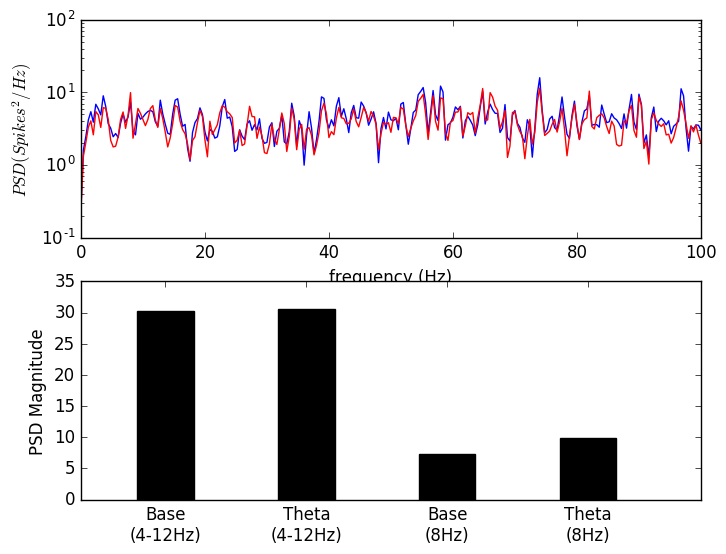 10²
10¹
10⁰
10⁻¹
PSD(Spikes²/Hz)
0 20 40 60 80 100
frequency (Hz)
35
30
25
20
15
10
5
0
PSD Magnitude
Base Theta Base Theta
(4-12Hz) (4-12Hz) (8Hz) (8Hz)